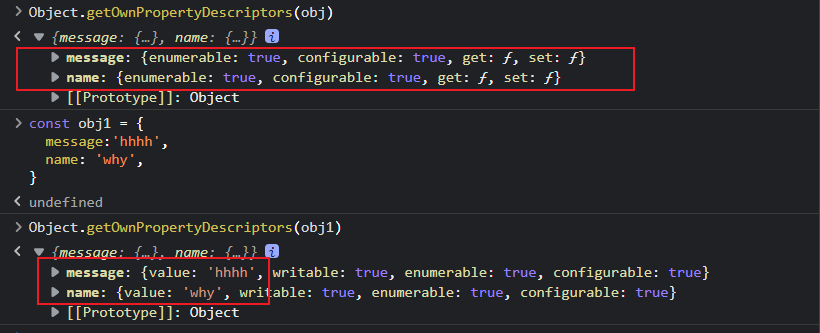 > Object.getOwnPropertyDescriptors(obj)
< ▼ {message: {…}, name: {…}} i
▶ message: {enumerable: true, configurable: true, get: ƒ, set: ƒ}
▶ name: {enumerable: true, configurable: true, get: ƒ, set: ƒ}
▶ [[Prototype]]: Object
> const obj1 = {
message:'hhhh',
name: 'why',
}
< undefined
> Object.getOwnPropertyDescriptors(obj1)
< ▼ {message: {…}, name: {…}} i
▶ message: {value: 'hhhh', writable: true, enumerable: true, configurable: true}
▶ name: {value: 'why', writable: true, enumerable: true, configurable: true}
▶ [[Prototype]]: Object